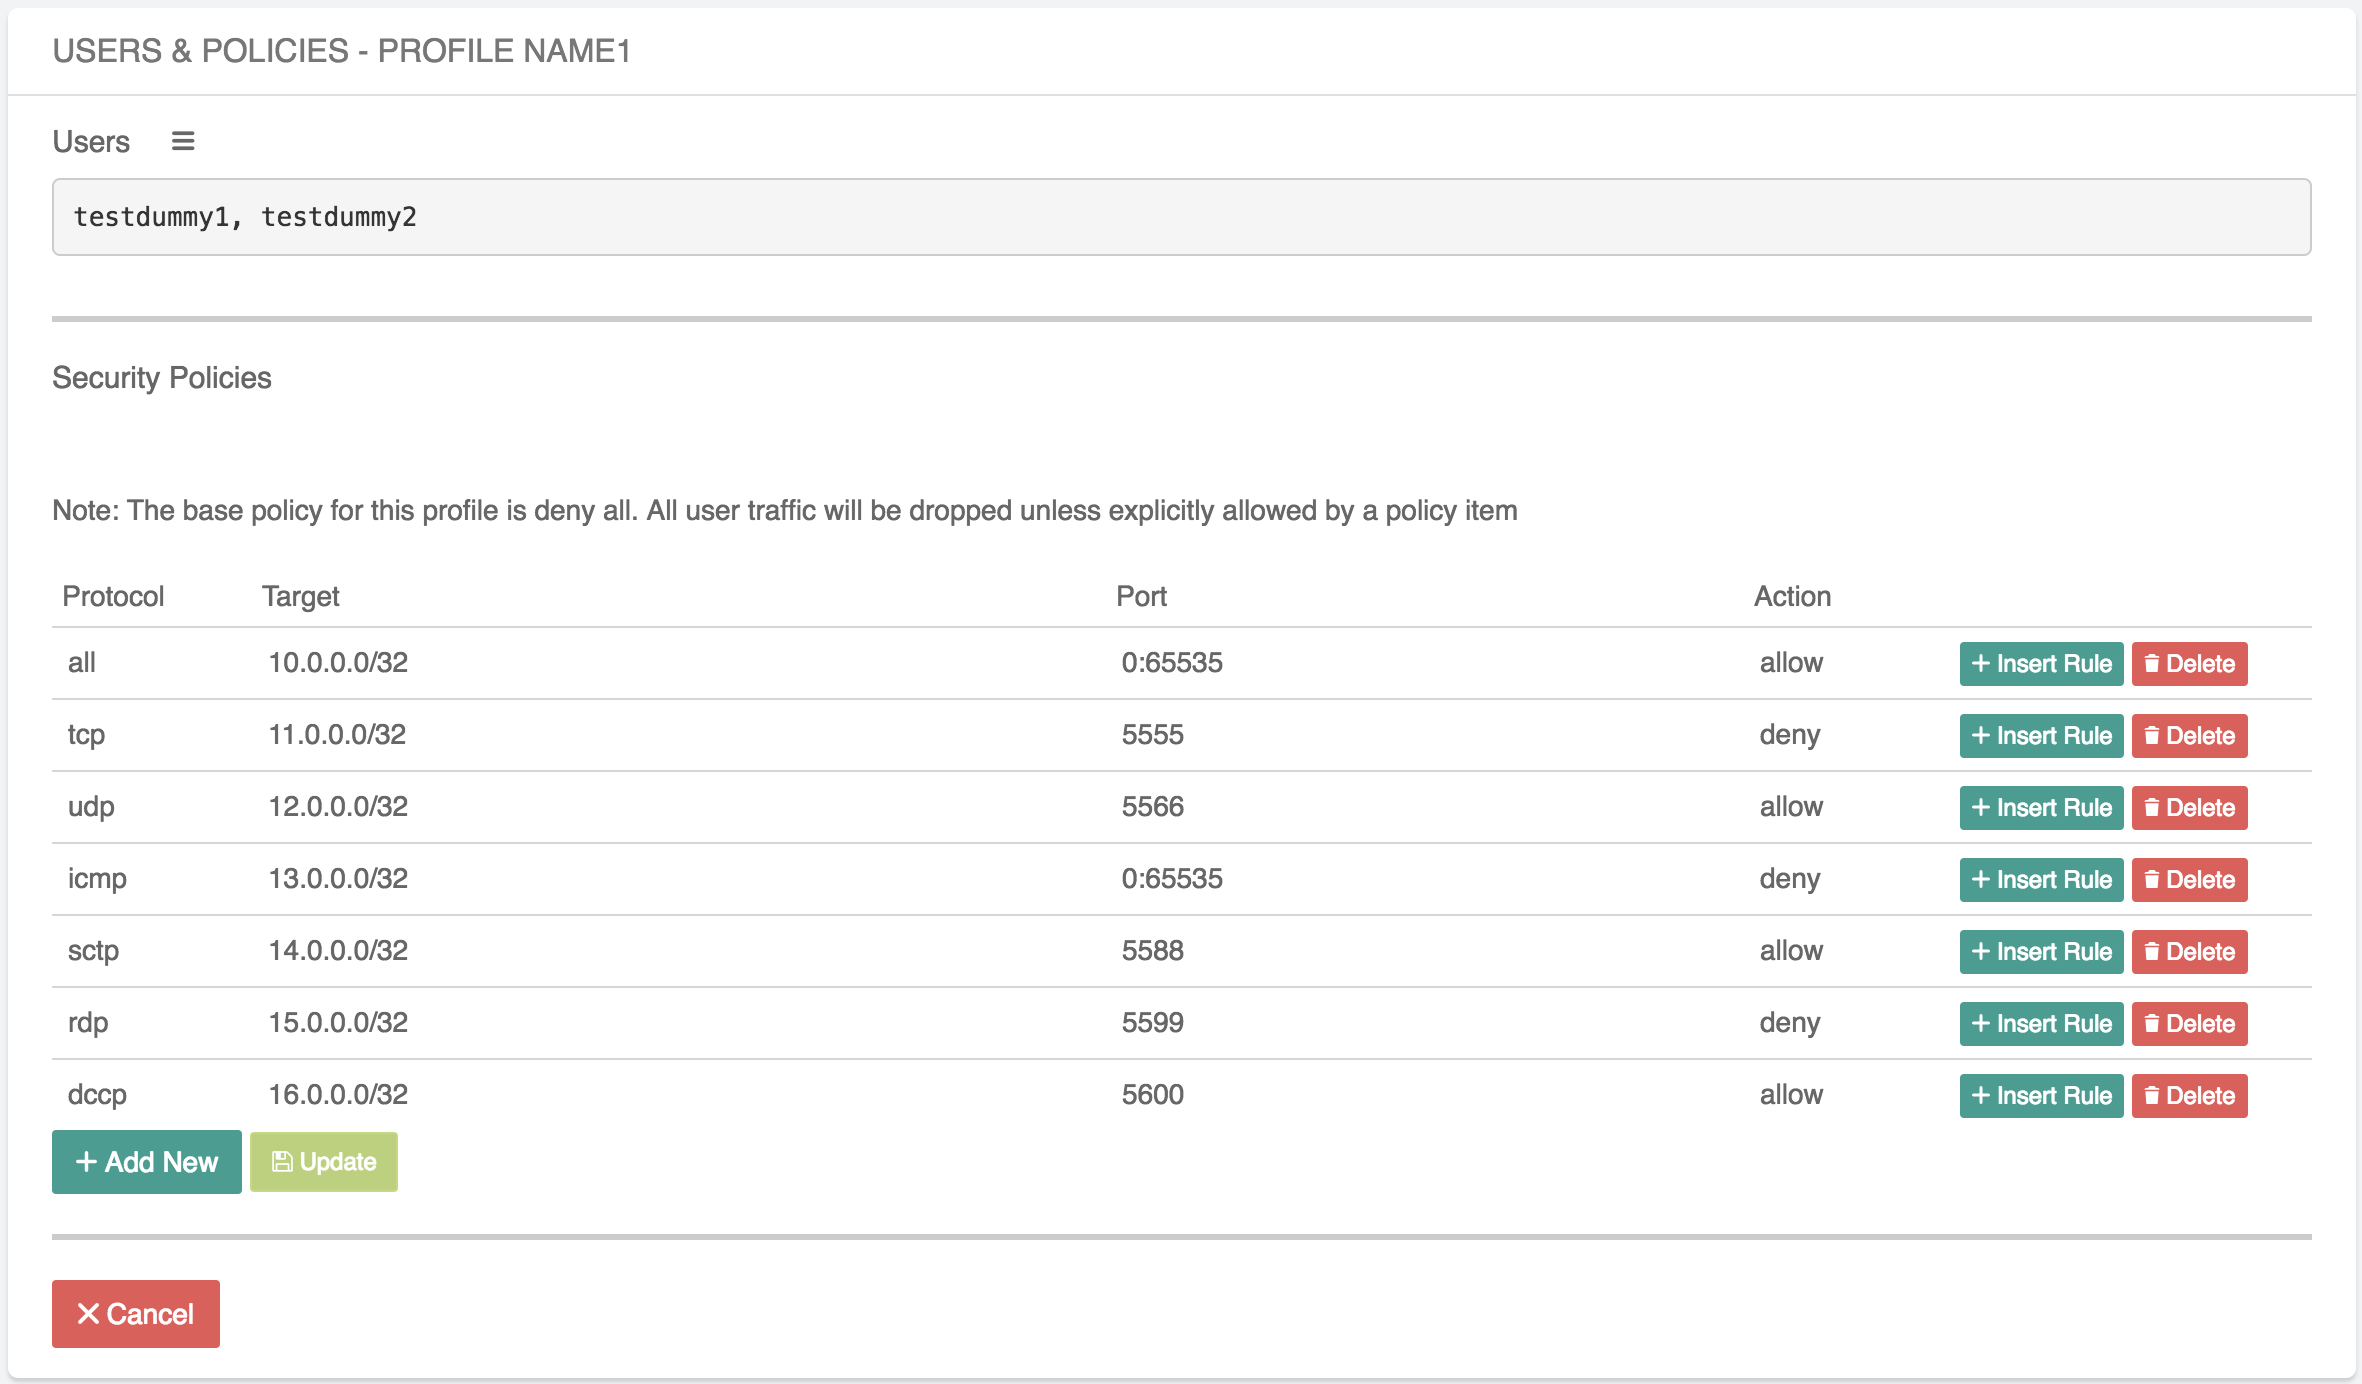 USERS & POLICIES - PROFILE NAME1
Users
testdummy1, testdummy2
Security Policies
Note: The base policy for this profile is deny all. All user traffic will be dropped unless explicitly allowed by a policy item
Protocol Target Port Action
all 10.0.0.0/32 0:65535 allow Insert Rule Delete
tcp 11.0.0.0/32 5555 deny Insert Rule Delete
udp 12.0.0.0/32 5566 allow Insert Rule Delete
icmp 13.0.0.0/32 0:65535 deny Insert Rule Delete
sctp 14.0.0.0/32 5588 allow Insert Rule Delete
rdp 15.0.0.0/32 5599 deny Insert Rule Delete
dccp 16.0.0.0/32 5600 allow Insert Rule Delete
Add New Update
Cancel